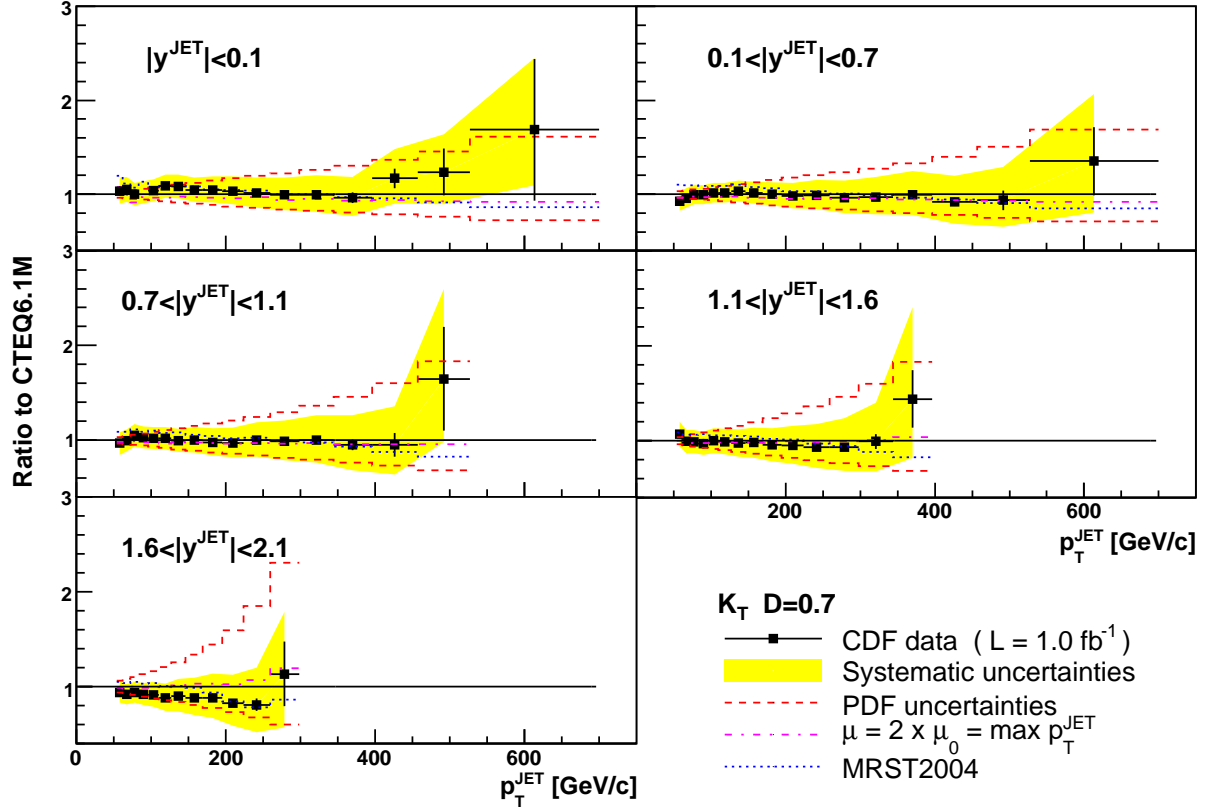 3
2
1
|y^JET|<0.1
0.1<|y^JET|<0.7
Ratio to CTEQ6.1M
3
2
1
0.7<|y^JET|<1.1
1.1<|y^JET|<1.6
200 400 600
p_T^JET [GeV/c]
3
2
1
1.6<|y^JET|<2.1
0 200 400 600
p_T^JET [GeV/c]
K_T D=0.7
CDF data ( L = 1.0 fb^-1)
Systematic uncertainties
PDF uncertainties
μ = 2 x μ_0 = max p_T^JET
MRST2004